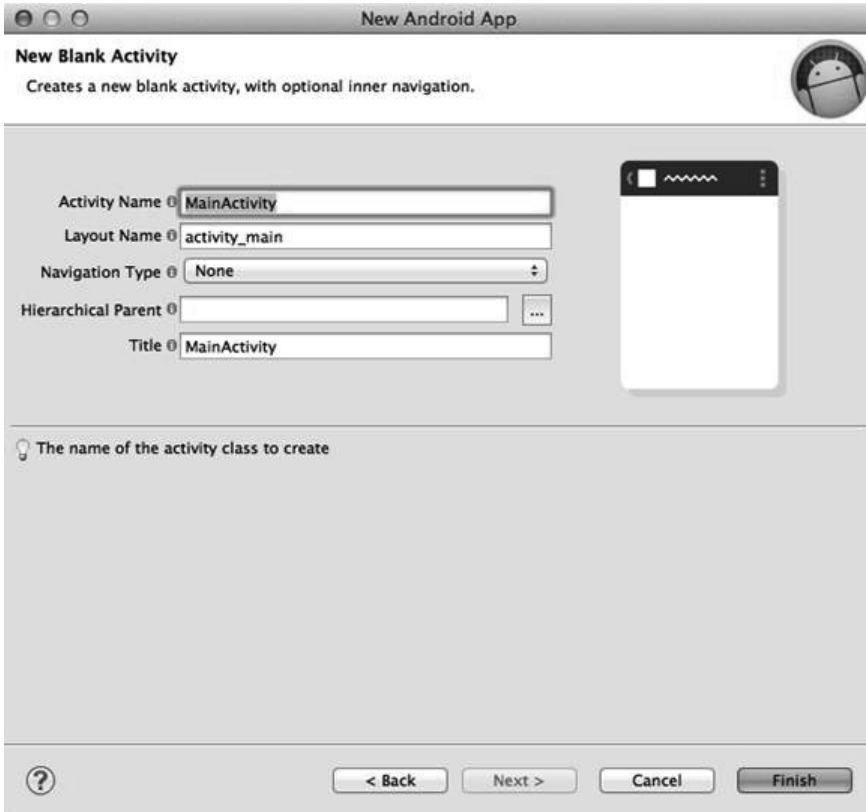 New Android App
New Blank Activity
Creates a new blank activity, with optional inner navigation.
Activity Name MainActivity
Layout Name activity_main
Navigation Type None
Hierarchical Parent ...
Title MainActivity
The name of the activity class to create
?
< Back Next > Cancel Finish